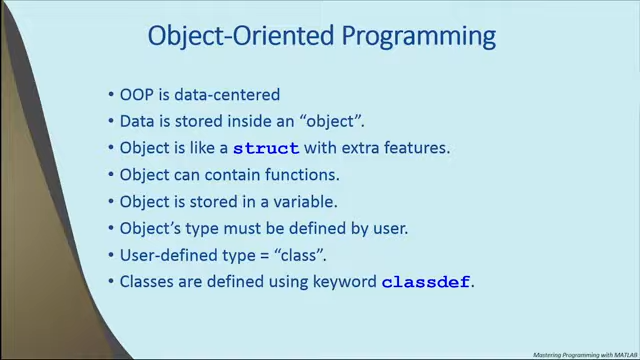 Object-Oriented Programming
• OOP is data-centered
• Data is stored inside an “object”.
• Object is like a struct with extra features.
• Object can contain functions.
• Object is stored in a variable.
• Object’s type must be defined by user.
• User-defined type = “class”.
• Classes are defined using keyword classdef.
Mastering Programming with MATLAB